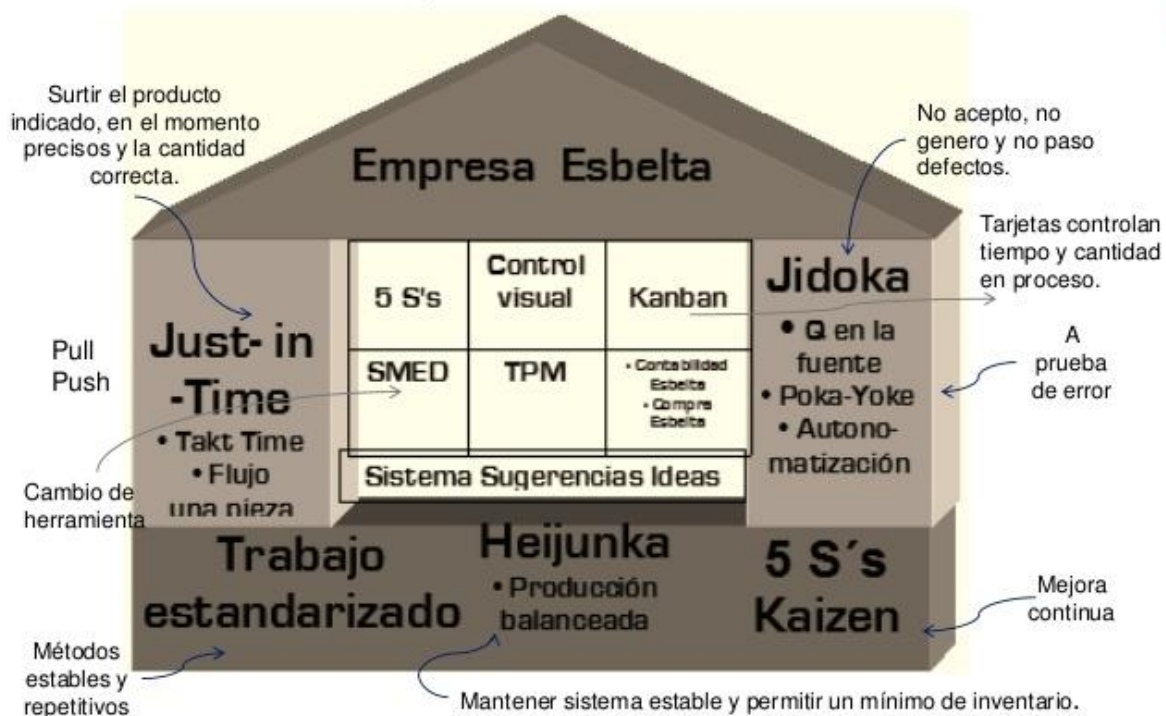 Surtir el producto
indicado, en el momento
precisos y la cantidad
correcta.
No acepto, no
genero y no paso
defectos.
Empresa Esbelta
Tarjetas controlan
tiempo y cantidad
en proceso.
Pull
Push
Just-in
-Time
• Takt Time
• Flujo
una pieza
5 S's
Control
visual
Kanban
SMED
TPM
• Contabilidad
Esbelta
• Compra
Esbelta
Sistema Sugerencias Ideas
Jidoka
• Q en la
fuente
• Poka-Yoke
• Autono-
matización
A
prueba
de error
Cambio de
herramienta
Trabajo
estandarizado
Heijunka
• Producción
balanceada
5 S´s
Kaizen
Mejora
continua
Métodos
estables y
repetitivos
Mantener sistema estable y permitir un mínimo de inventario.